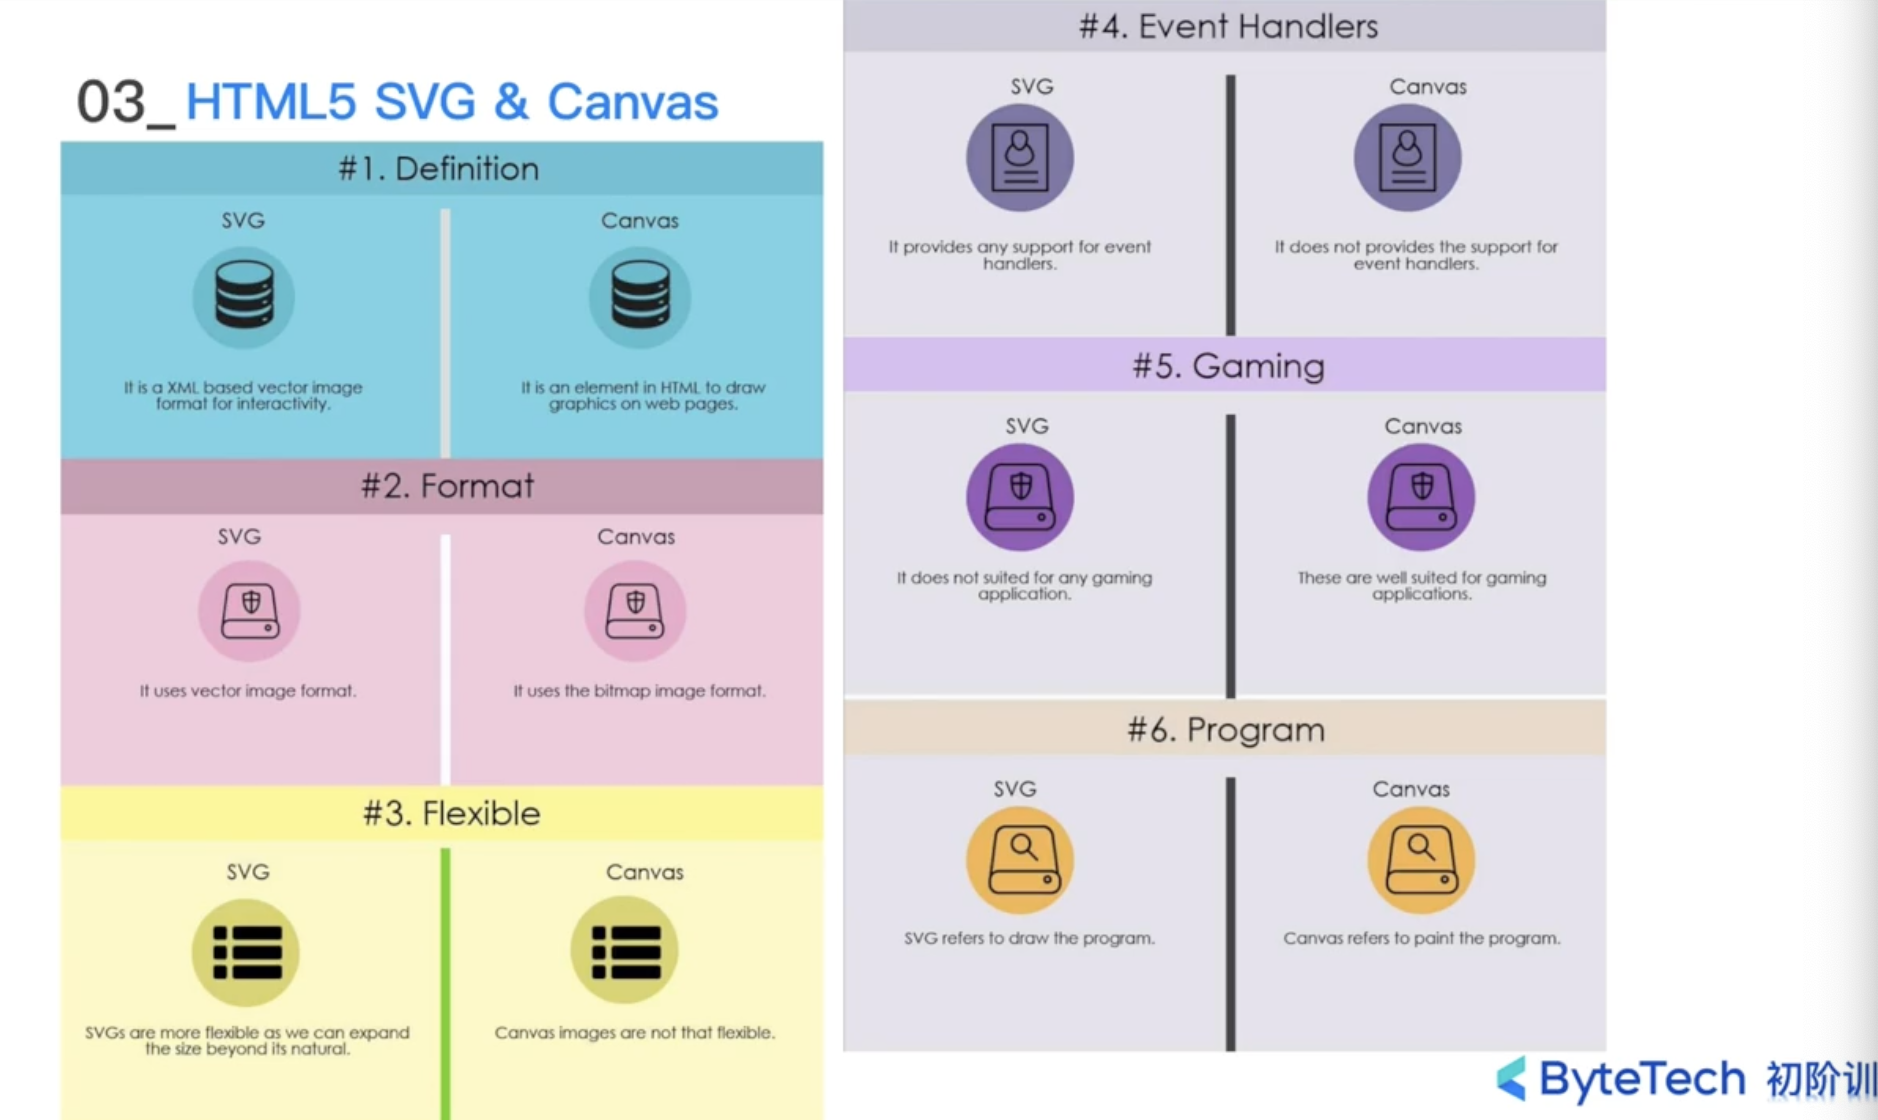 03_ HTML5 SVG & Canvas
#1. Definition
SVG
Canvas
It is a XML based vector image
format for interactivity.
It is an element in HTML to draw
graphics on web pages.
#2. Format
SVG
Canvas
It uses vector image format.
It uses the bitmap image format.
#3. Flexible
SVG
Canvas
SVGs are more flexible as we can expand
the size beyond its natural.
Canvas images are not that flexible.
#4. Event Handlers
SVG
Canvas
It provides any support for event
handlers.
It does not provides the support for
event handlers.
#5. Gaming
SVG
Canvas
It does not suited for any gaming
application.
These are well suited for gaming
applications.
#6. Program
SVG
Canvas
SVG refers to draw the program.
Canvas refers to paint the program.
ByteTech 初阶训